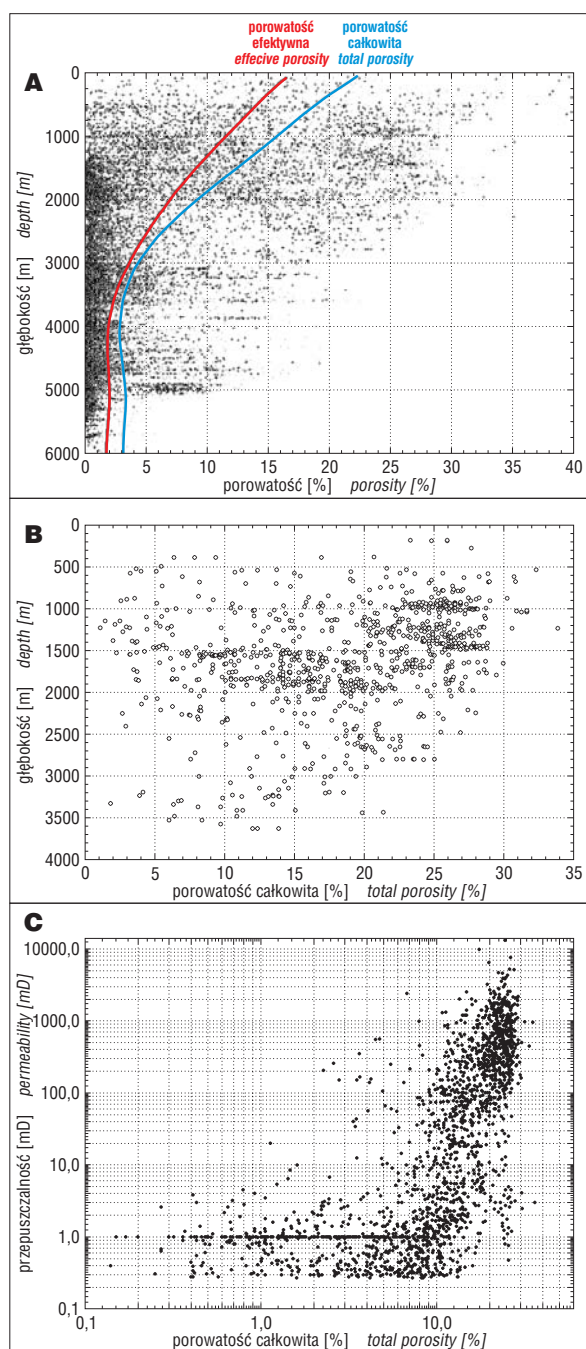 porowatość efektywna effecive porosity
porowatość całkowita total porosity
A
0
1000
2000
3000
4000
5000
6000
głębokość [m] depth [m]
0 5 10 15 20 25 30 35 40
porowatość [%] porosity [%]
B
0
500
1000
1500
2000
2500
3000
3500
4000
głębokość [m] depth [m]
0 5 10 15 20 25 30 35
porowatość całkowita [%] total porosity [%]
C
10000,0
1000,0
100,0
10,0
1,0
0,1
przepuszczalność [mD] permeability [mD]
0,1 1,0 10,0
porowatość całkowita [%] total porosity [%]